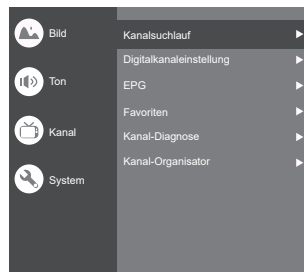 Bild
Ton
Kanal
System
Kanalsuchlauf
Digitalkanaleinstellung
EPG
Favoriten
Kanal-Diagnose
Kanal-Organisator